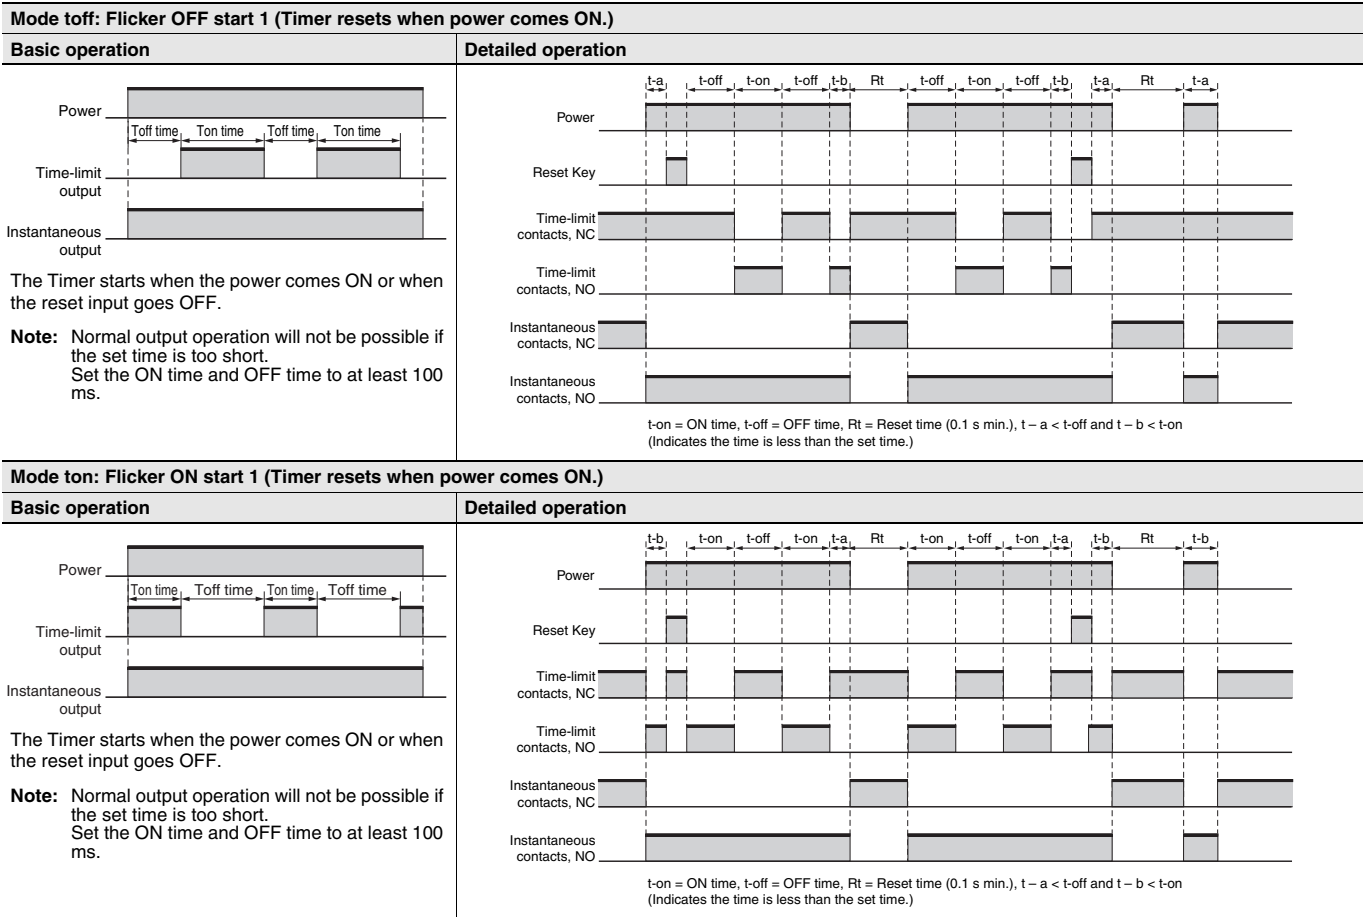 Mode toff: Flicker OFF start 1 (Timer resets when power comes ON.)
Basic operation
Detailed operation
Power
Toff time Ton time Toff time Ton time
Time-limit
output
Instantaneous
output
The Timer starts when the power comes ON or when
the reset input goes OFF.
Note: Normal output operation will not be possible if
the set time is too short.
Set the ON time and OFF time to at least 100
ms.
t-a t-off t-on t-off t-b Rt t-off t-on t-off t-b t-a Rt t-a
Power
Reset Key
Time-limit
contacts, NC
Time-limit
contacts, NO
Instantaneous
contacts, NC
Instantaneous
contacts, NO
t-on = ON time, t-off = OFF time, Rt = Reset time (0.1 s min.), t – a < t-off and t – b < t-on
(Indicates the time is less than the set time.)
Mode ton: Flicker ON start 1 (Timer resets when power comes ON.)
Basic operation
Detailed operation
Power
Ton time Toff time Ton time Toff time
Time-limit
output
Instantaneous
output
The Timer starts when the power comes ON or when
the reset input goes OFF.
Note: Normal output operation will not be possible if
the set time is too short.
Set the ON time and OFF time to at least 100
ms.
t-b t-on t-off t-on t-a Rt t-on t-off t-on t-a t-b Rt t-b
Power
Reset Key
Time-limit
contacts, NC
Time-limit
contacts, NO
Instantaneous
contacts, NC
Instantaneous
contacts, NO
t-on = ON time, t-off = OFF time, Rt = Reset time (0.1 s min.), t – a < t-off and t – b < t-on
(Indicates the time is less than the set time.)